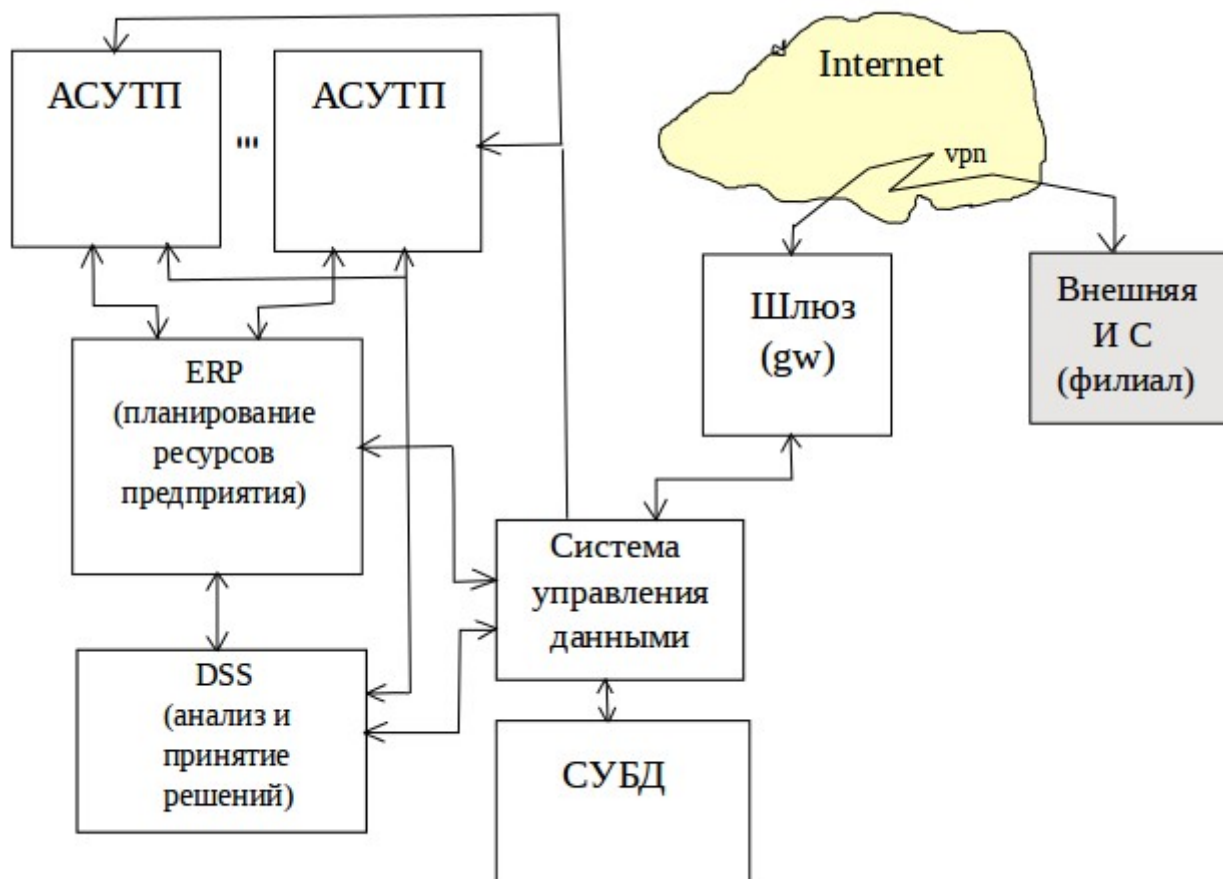 АСУТП
'''
АСУТП
Internet
vpn
Шлюз
(gw)
Внешняя
И С
(филиал)
ERP
(планирование
ресурсов
предприятия)
Система
управления
данными
DSS
(анализ и
принятие
решений)
СУБД